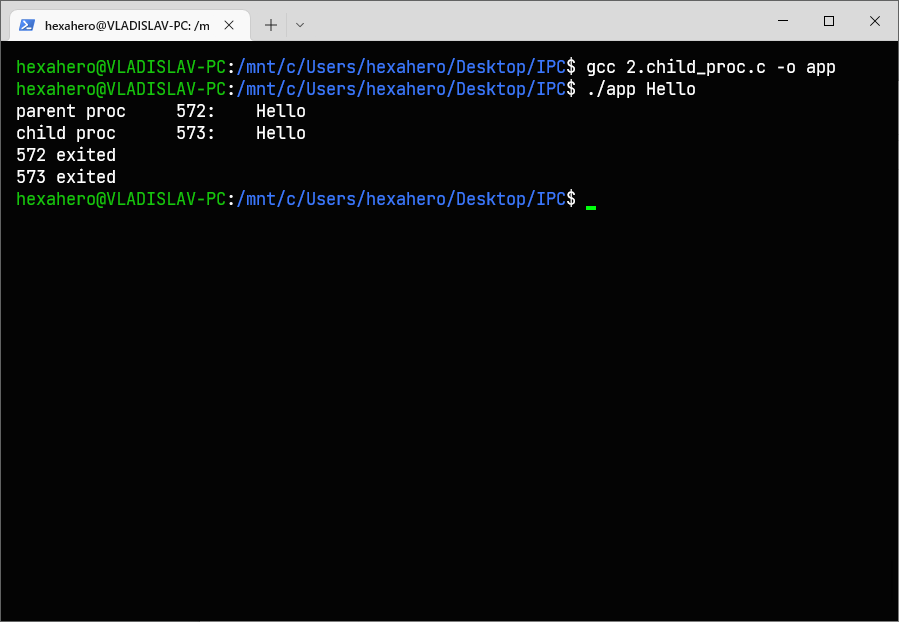 hexahero@VLADISLAV-PC: /m
hexahero@VLADISLAV-PC:/mnt/c/Users/hexahero/Desktop/IPC$ gcc 2.child_proc.c -o app
hexahero@VLADISLAV-PC:/mnt/c/Users/hexahero/Desktop/IPC$ ./app Hello
parent proc     572:    Hello
child proc      573:    Hello
572 exited
573 exited
hexahero@VLADISLAV-PC:/mnt/c/Users/hexahero/Desktop/IPC$